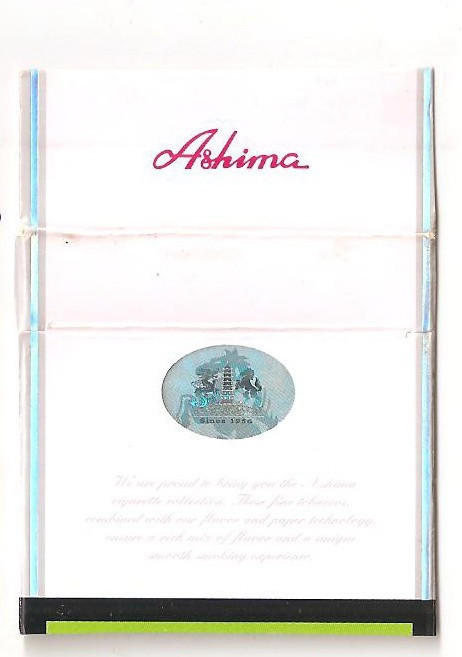 Ashima
Since 1956
We are proud to bring you the Ashima
cigarette collection. These fine tobaccos,
combined with our flavor and paper technology,
ensure a rich mix of flavor and a unique
smooth smoking experience.